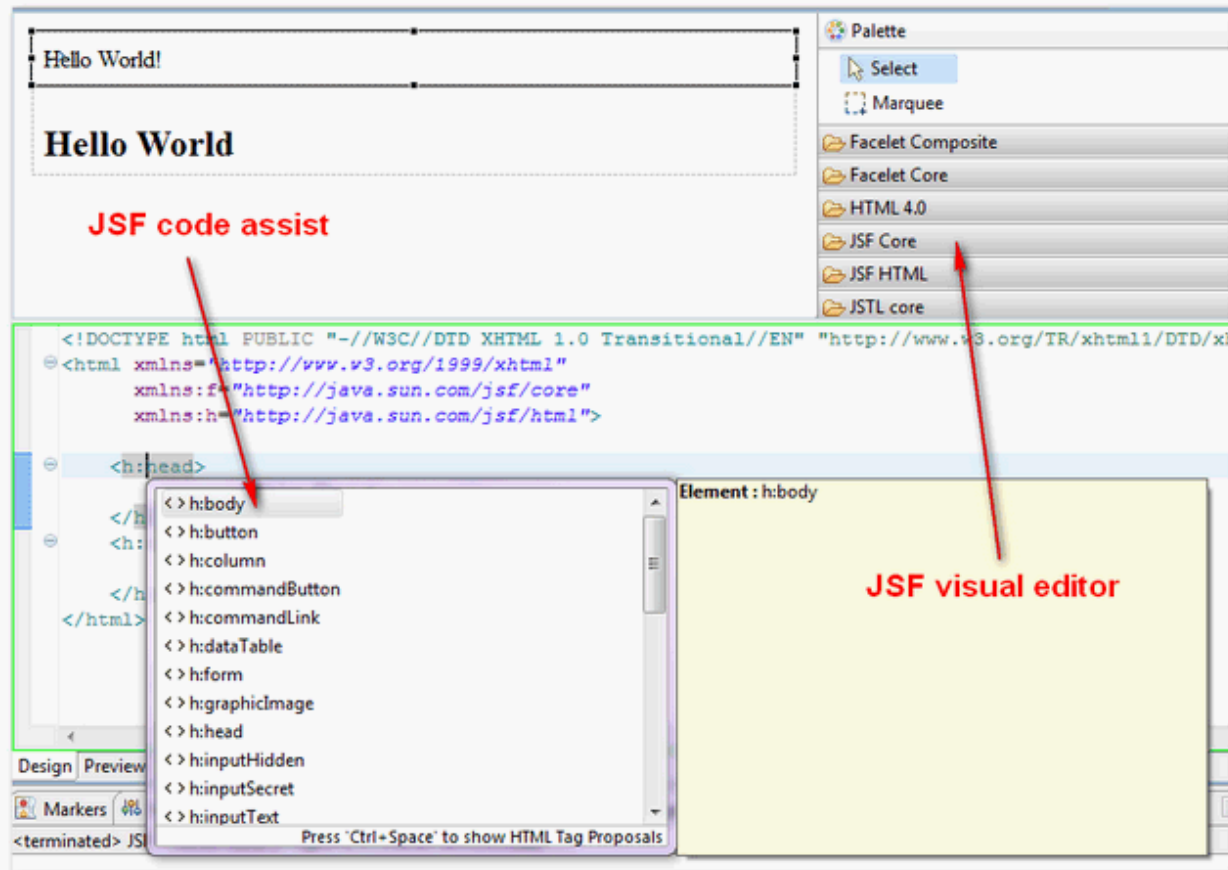 Hello World!
Hello World
Palette
Select
Marquee
Facelet Composite
Facelet Core
HTML 4.0
JSF Core
JSF HTML
JSTL core
JSF code assist
<!DOCTYPE html PUBLIC "-//W3C//DTD XHTML 1.0 Transitional//EN" "http://www.w3.org/TR/xhtml1/DTD/
<html xmlns="http://www.w3.org/1999/xhtml"
xmlns:f="http://java.sun.com/jsf/core"
xmlns:h="http://java.sun.com/jsf/html">
<h:head>
</h
<h:
</h
</html>
h:body
h:button
h:column
h:commandButton
h:commandLink
h:dataTable
h:form
h:graphicImage
h:head
h:inputHidden
h:inputSecret
h:inputText
Press 'Ctrl+Space' to show HTML Tag Proposals
Element : h:body
JSF visual editor
Design Preview
Markers
<terminated> JS